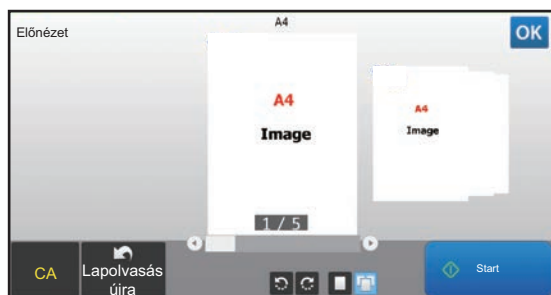 A4
Előnézet
OK
A4
Image
A4
Image
1 / 5
CA
Lapolvasás
újra
Start